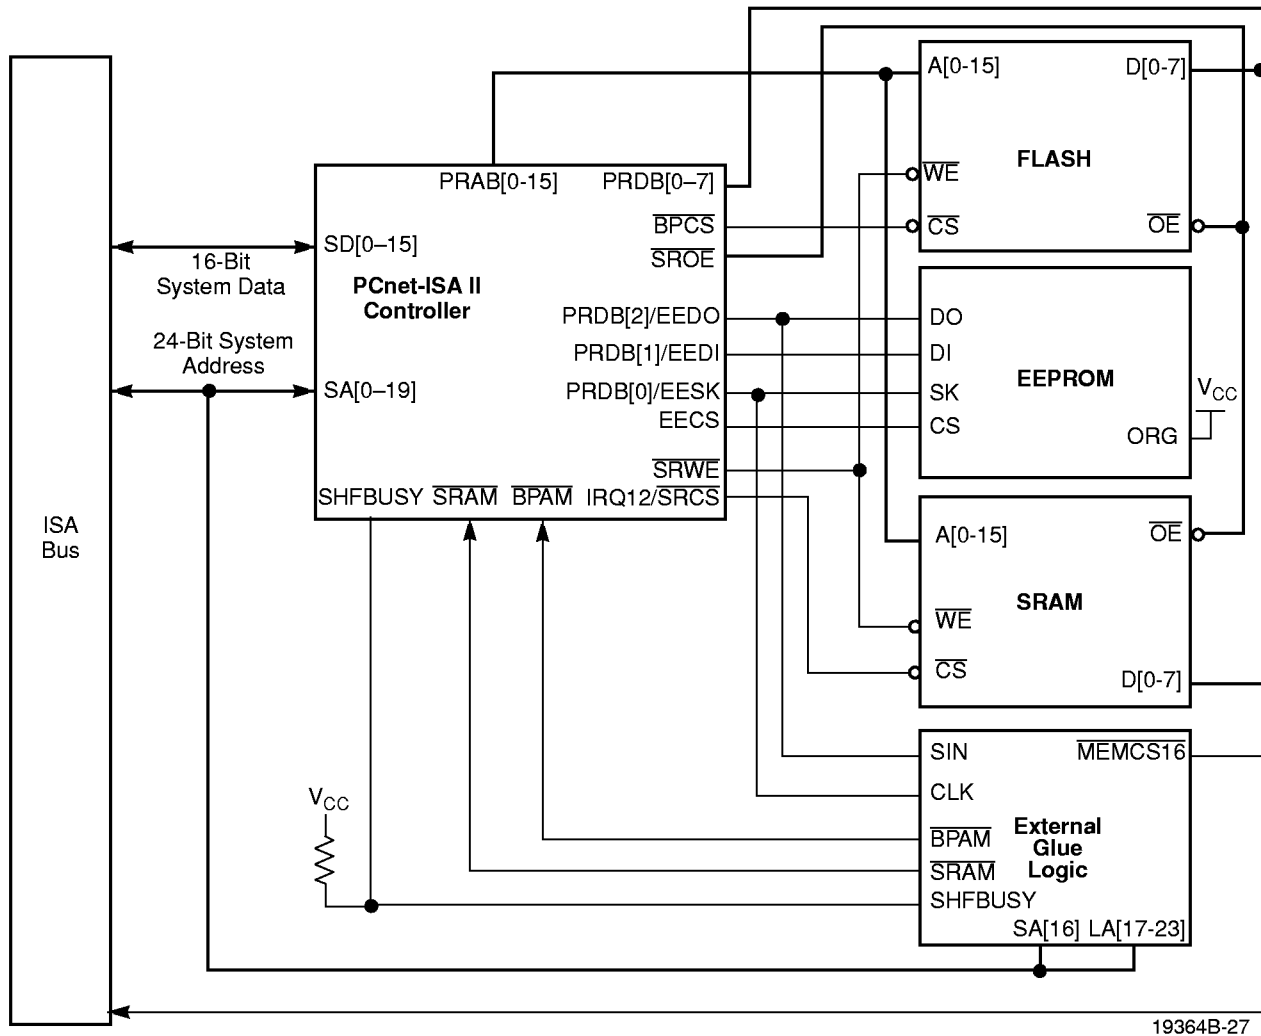 ISA
Bus
16-Bit
System Data
24-Bit System
Address
PRAB[0-15]
PRDB[0–7]
SD[0–15]
BPCS
SROE
PCnet-ISA II
Controller
PRDB[2]/EEDO
PRDB[1]/EEDI
SA[0–19]
PRDB[0]/EESK
EECS
SRWE
SHFBUSY
SRAM
BPAM
IRQ12/SRCS
A[0-15]
D[0-7]
FLASH
WE
CS
OE
DO
DI
EEPROM
SK
CS
VCC
ORG
A[0-15]
OE
SRAM
WE
CS
D[0-7]
SIN
MEMCS16
CLK
External
Glue
Logic
BPAM
SRAM
SHFBUSY
SA[16]
LA[17-23]
VCC
19364B-27